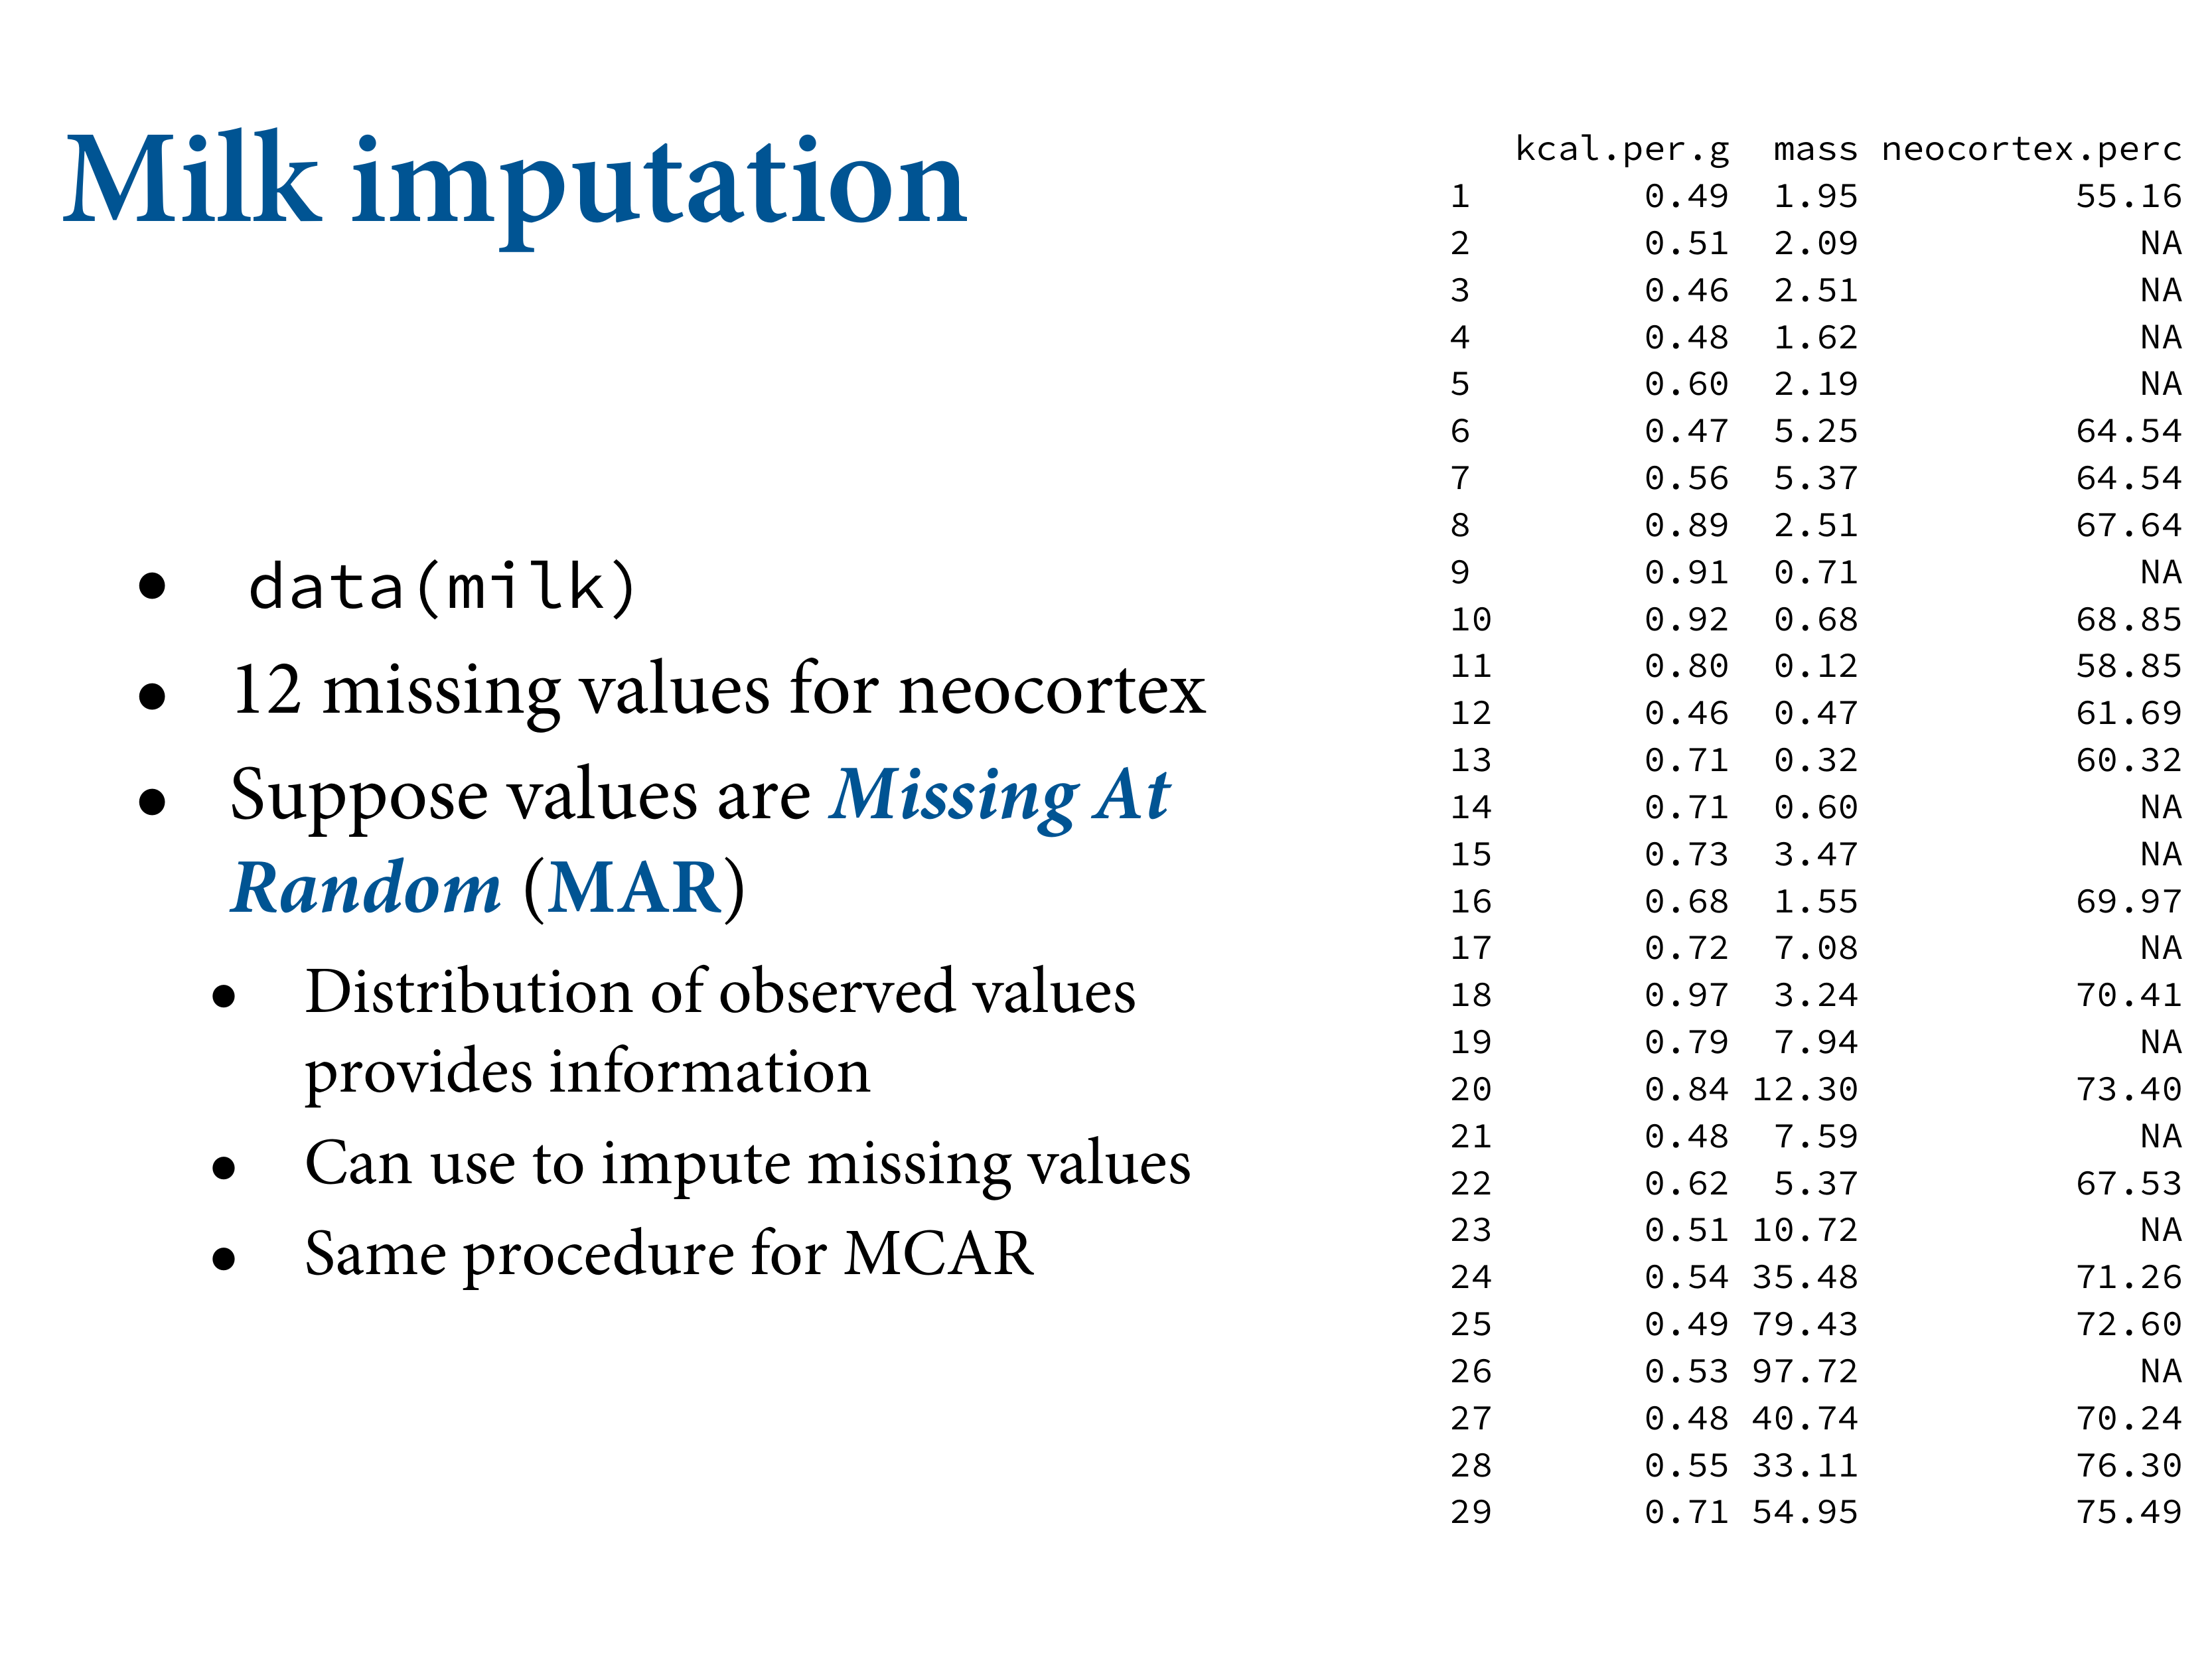 Milk imputation
• data(milk)
• 12 missing values for neocortex
• Suppose values are Missing At
Random (MAR)
• Distribution of observed values
provides information
• Can use to impute missing values
• Same procedure for MCAR
kcal.per.g mass neocortex.perc
1 0.49 1.95 55.16
2 0.51 2.09 NA
3 0.46 2.51 NA
4 0.48 1.62 NA
5 0.60 2.19 NA
6 0.47 5.25 64.54
7 0.56 5.37 64.54
8 0.89 2.51 67.64
9 0.91 0.71 NA
10 0.92 0.68 68.85
11 0.80 0.12 58.85
12 0.46 0.47 61.69
13 0.71 0.32 60.32
14 0.71 0.60 NA
15 0.73 3.47 NA
16 0.68 1.55 69.97
17 0.72 7.08 NA
18 0.97 3.24 70.41
19 0.79 7.94 NA
20 0.84 12.30 73.40
21 0.48 7.59 NA
22 0.62 5.37 67.53
23 0.51 10.72 NA
24 0.54 35.48 71.26
25 0.49 79.43 72.60
26 0.53 97.72 NA
27 0.48 40.74 70.24
28 0.55 33.11 76.30
29 0.71 54.95 75.49